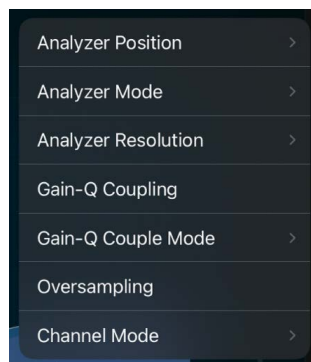 Analyzer Position
Analyzer Mode
Analyzer Resolution
Gain-Q Coupling
Gain-Q Couple Mode
Oversampling
Channel Mode